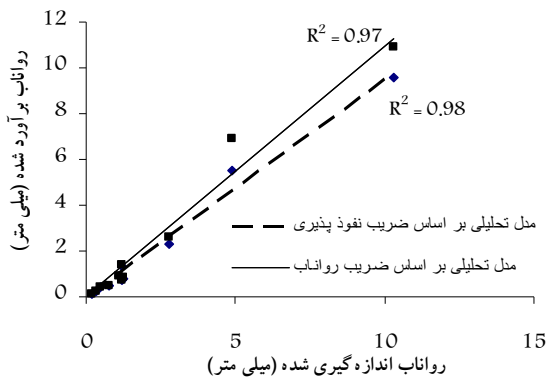 12
10
8
6
4
2
0
R² = 0.97
R² = 0.98
مدل تحلیلی بر اساس ضریب نفوذ پذیری
مدل تحلیلی بر اساس ضریب رواناب
0 5 10 15
رواناب اندازه گیری شده (میلی متر)
رواناب برآورد شده (میلی متر)